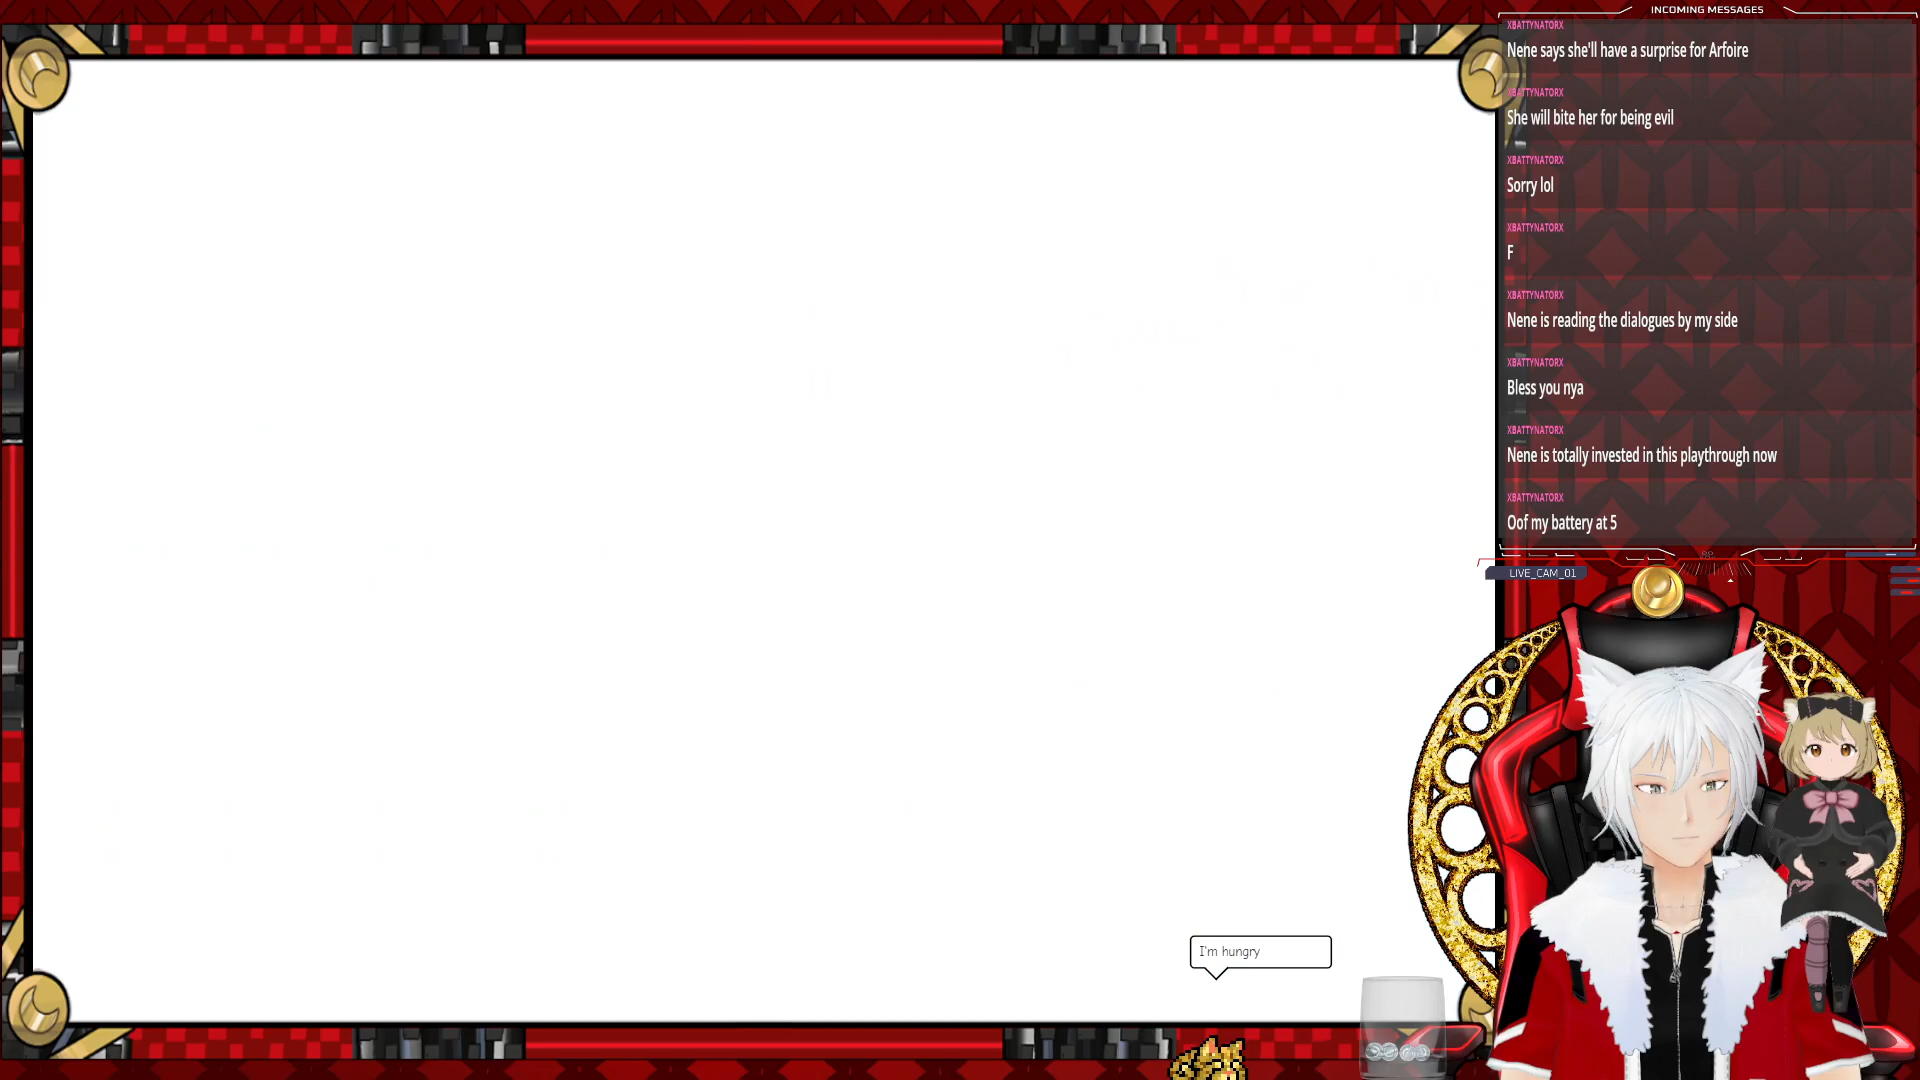 INCOMING MESSAGES
XBATTYNATORX
Nene says she'll have a surprise for Arfoire
XBATTYNATORX
She will bite her for being evil
XBATTYNATORX
Sorry lol
XBATTYNATORX
F
XBATTYNATORX
Nene is reading the dialogues by my side
XBATTYNATORX
Bless you nya
XBATTYNATORX
Nene is totally invested in this playthrough now
XBATTYNATORX
Oof my battery at 5
LIVE_CAM_01
I'm hungry